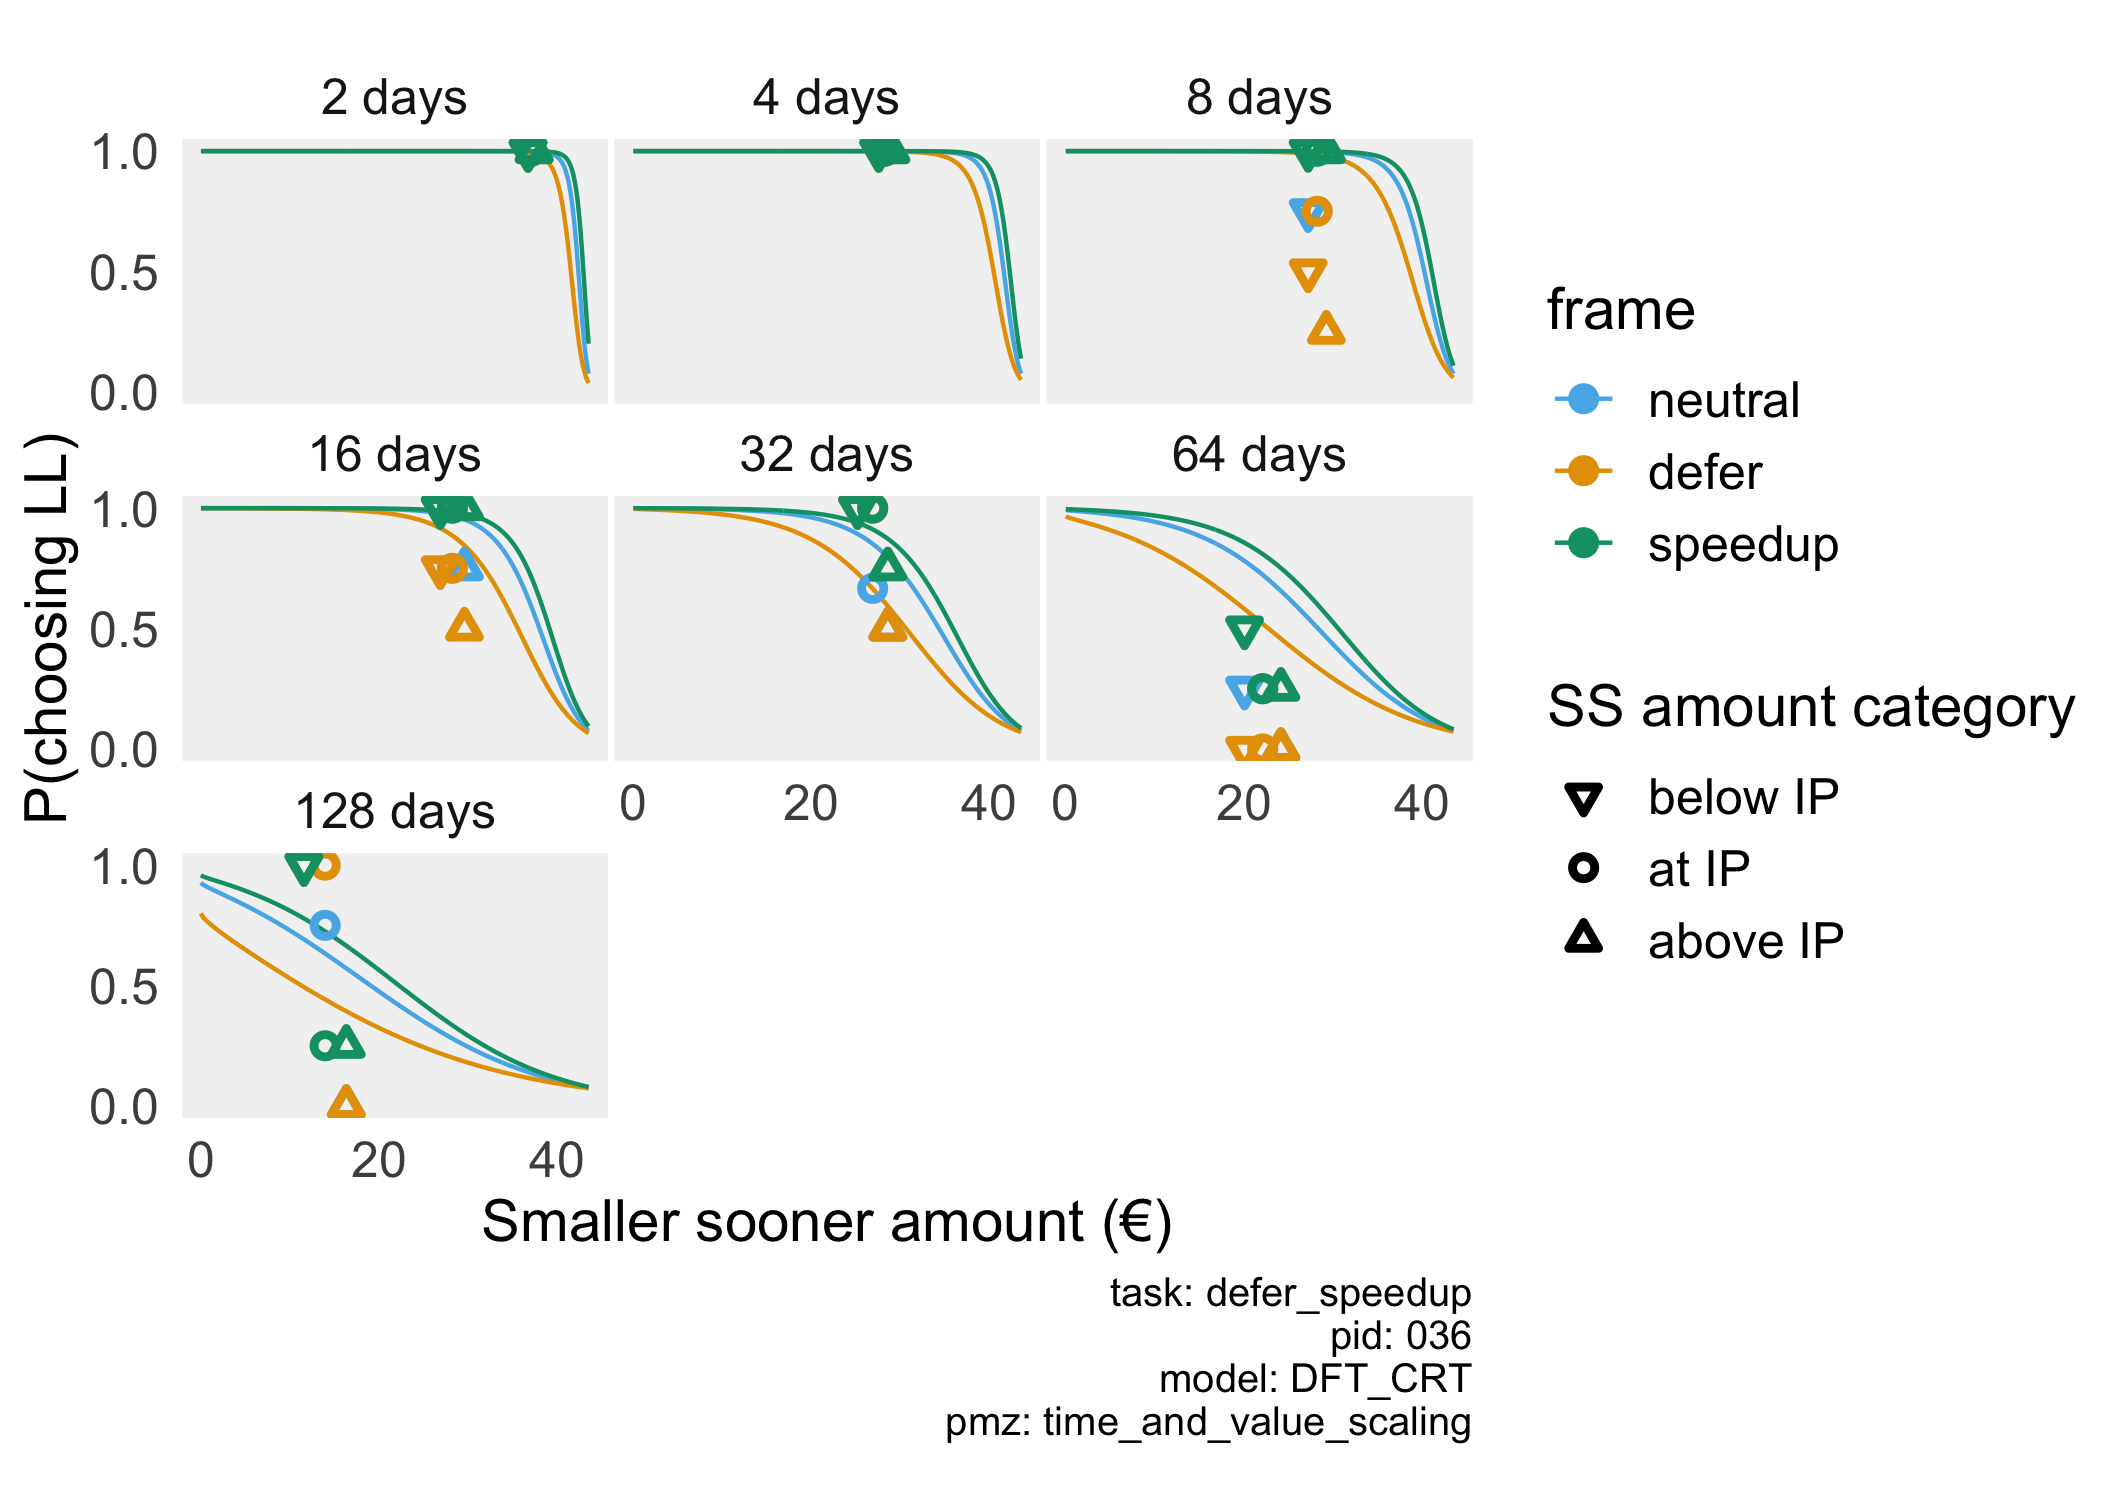 2 days
4 days
8 days
1.0
0.5
0.0
16 days
32 days
64 days
1.0
0.5
0.0
0 20 40
0 20 40
128 days
1.0
0.5
0.0
0 20 40
P(choosing LL)
Smaller sooner amount (€)
frame
neutral
defer
speedup
SS amount category
below IP
at IP
above IP
task: defer_speedup
pid: 036
model: DFT_CRT
pmz: time_and_value_scaling